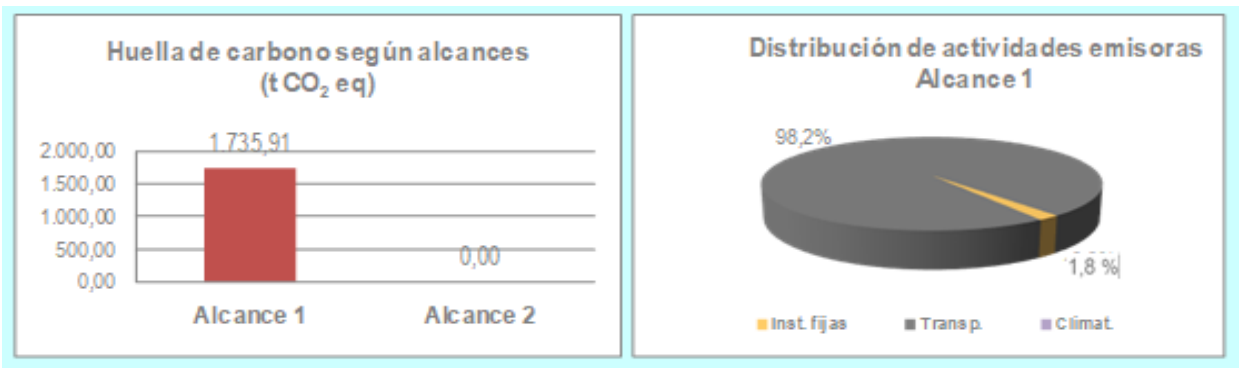 Huella de carbono según alcances
(t CO₂ eq)
2.000,00
1.500,00
1.000,00
500,00
0,00
1.735,91
0,00
Alcance 1
Alcance 2
Distribución de actividades emisoras
Alcance 1
98,2%
1,8 %
Inst. fijas
Transp.
Climat.